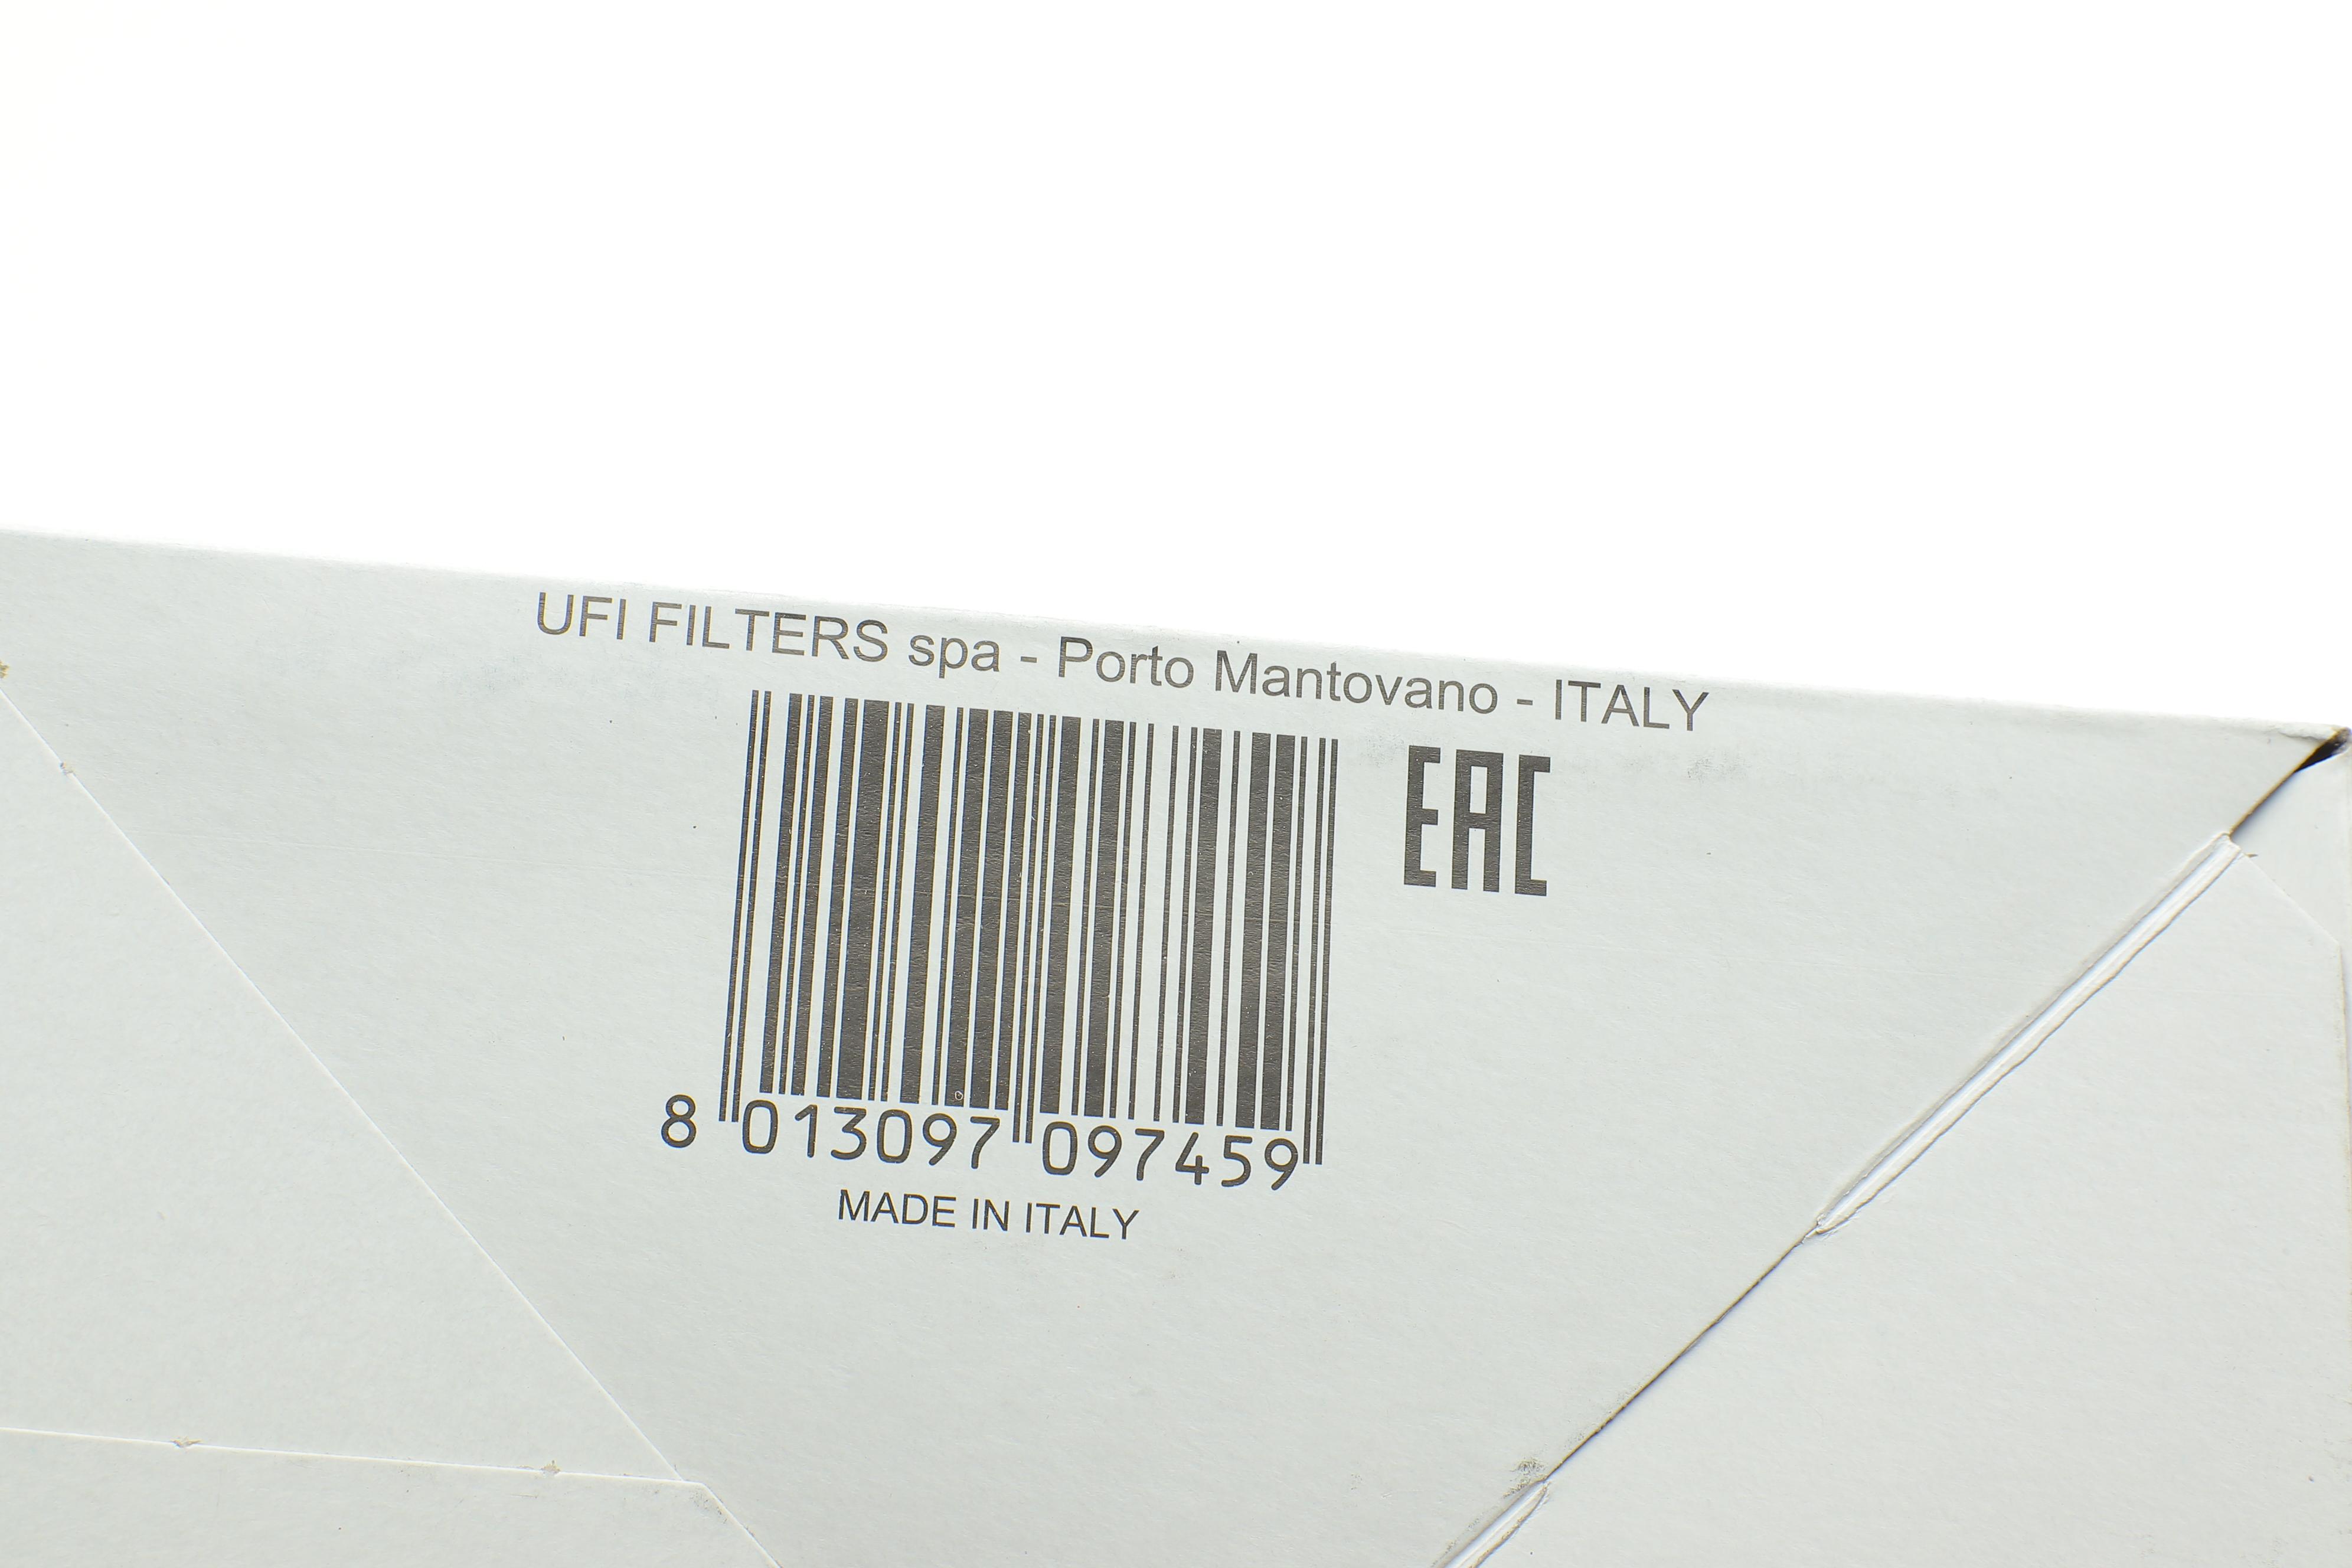 UFI FILTERS spa - Porto Mantovano - ITALY
EAC
8 013097 097459
MADE IN ITALY